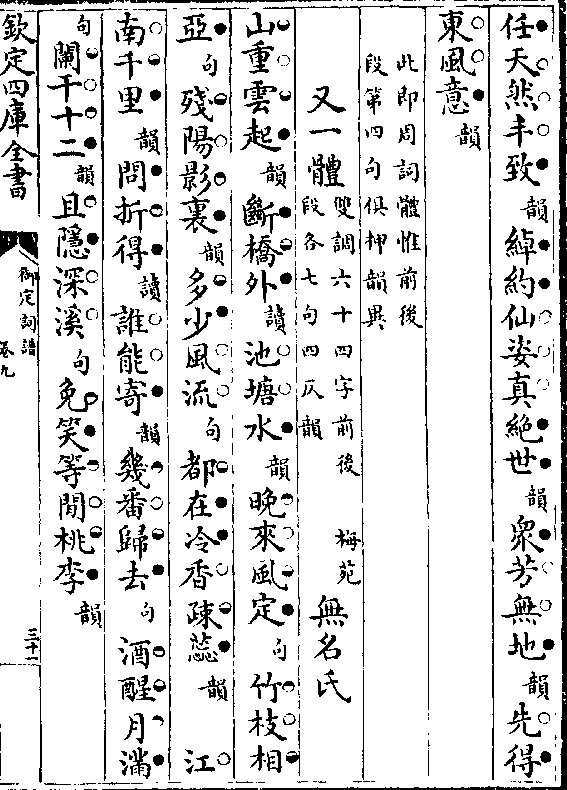 任天然丰致韻綽約仙姿真絶世韻衆芳無地韻先得
東風意韻
此即周詞體惟前後
段第四句俱押韻異
又一體雙調六十四字前後
段各七句四仄韻
梅苑無名氏
山重雲起韻斷橋外讀池塘水韻晚來風定句竹枝相
亞句殘陽影裏韻多少風流句都在冷香疎蕊韻江
南千里韻問折得讀誰能寄韻幾番歸去句酒醒月滿
句闌干十二韻且隱深溪句免笑等閒桃李韻
欽定四庫全書
御定詞譜
卷九
三十一